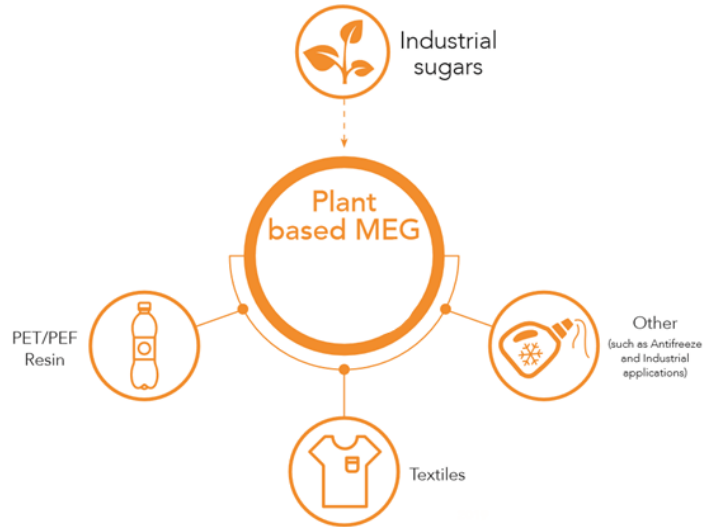 Industrial
sugars
Plant
based MEG
PET/PEF
Resin
Other
(such as Antifreeze
and Industrial
applications)
Textiles